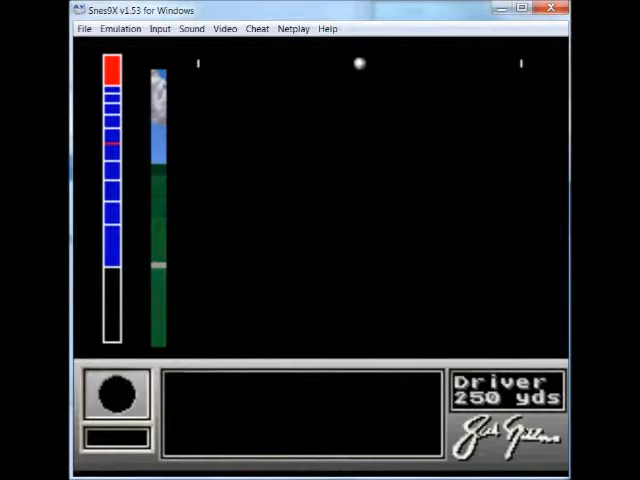 Snes9X v1.53 for Windows
File Emulation Input Sound Video Cheat Netplay Help
Driver
250 yds